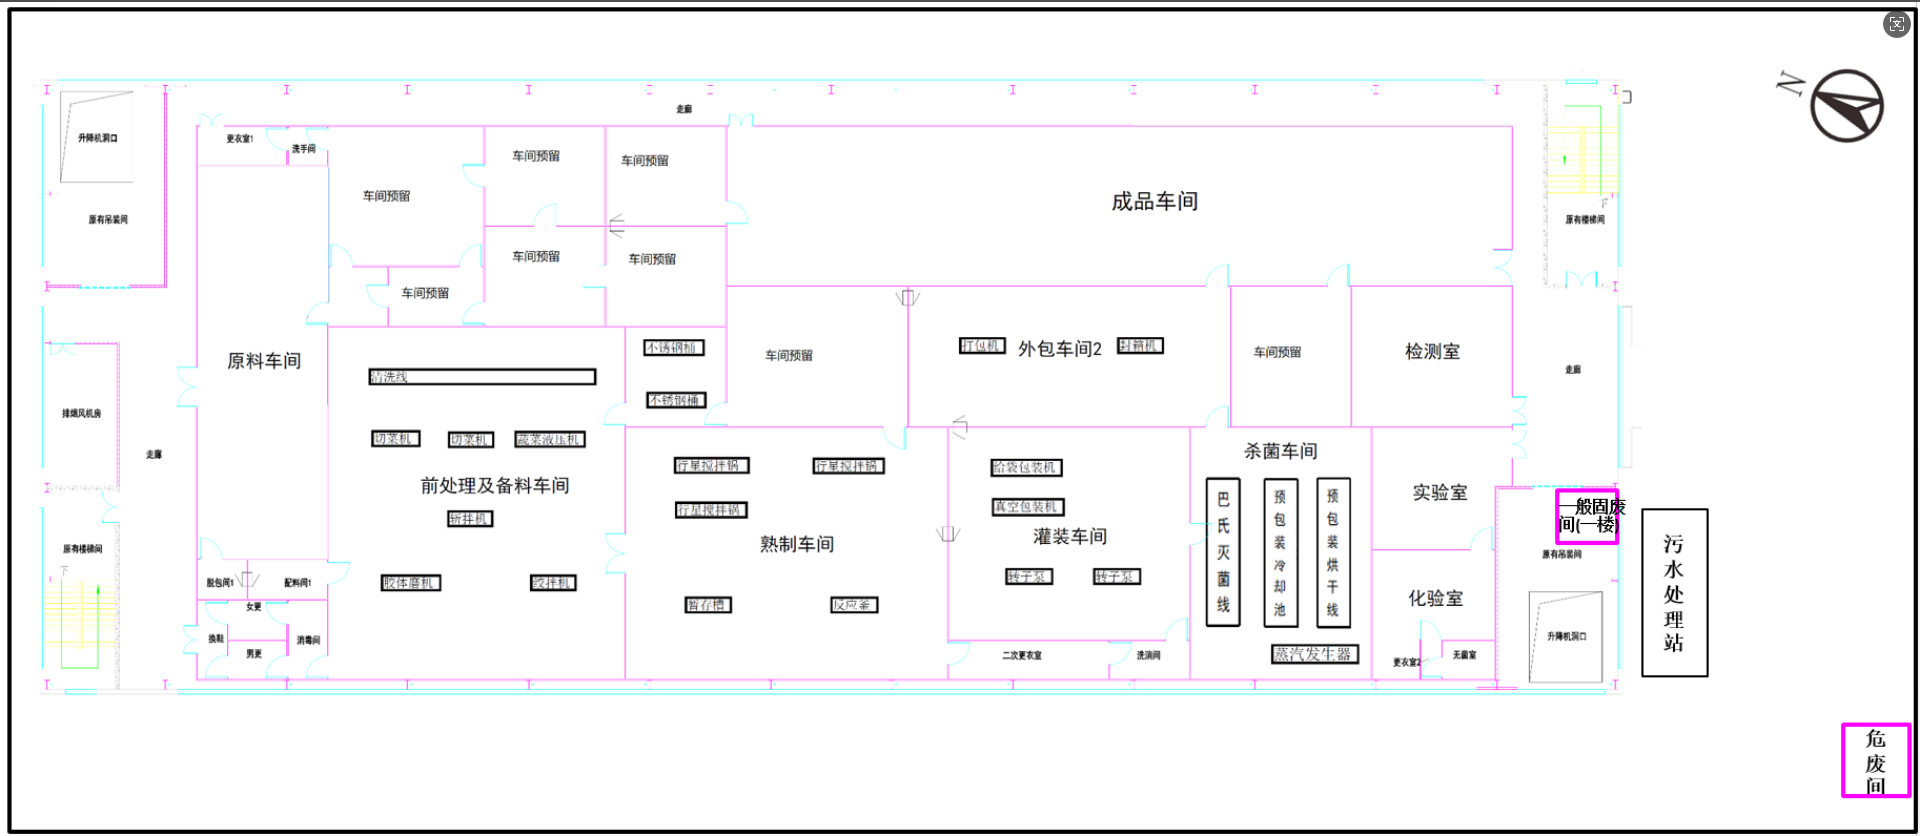 N
走廊
升降机洞口
原有吊装间
更衣室1
洗手间
车间预留
车间预留
车间预留
车间预留
车间预留
车间预留
成品车间
下
原有楼梯间
原料车间
不锈钢桶
不锈钢桶
清洗线
车间预留
打包机
外包车间2
封箱机
车间预留
检测室
走廊
排烟风机房
走廊
切菜机
切菜机
蔬菜液压机
前处理及备料车间
斩拌机
胶体磨机
绞拌机
行星搅拌锅
行星搅拌锅
行星搅拌锅
熟制车间
暂存槽
反应釜
给袋包装机
真空包装机
灌装车间
转子泵
转子泵
杀菌车间
巴氏灭菌线
预包装冷却池
预包装烘干线
蒸汽发生器
实验室
化验室
更衣室2
无菌室
一般固废
间(一楼)
原有吊装间
升降机洞口
污水处理站
原有楼梯间
下
脱包间1
配料间1
女更
换鞋
男更
消毒间
二次更衣室
洗消间
危废间